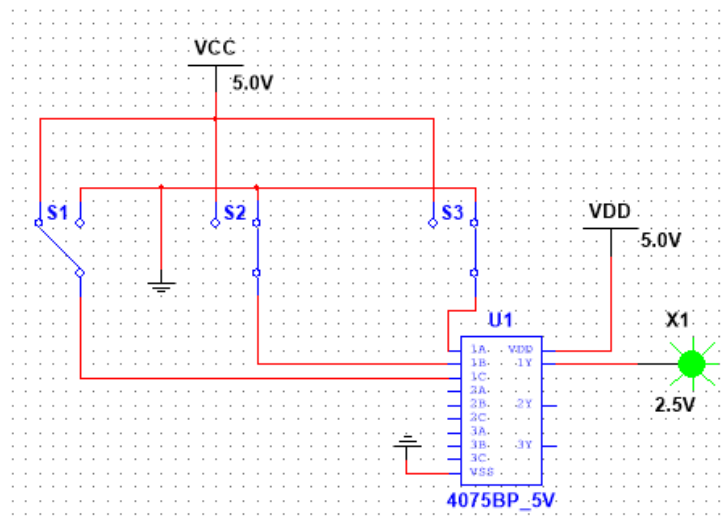 VCC
5.0V
S1
S2
S3
VDD
5.0V
U1
X1
1A
VDD
1B
1Y
1C
2A
2B
2Y
2C
3A
3B
3Y
3C
VSS
2.5V
4075BP_5V